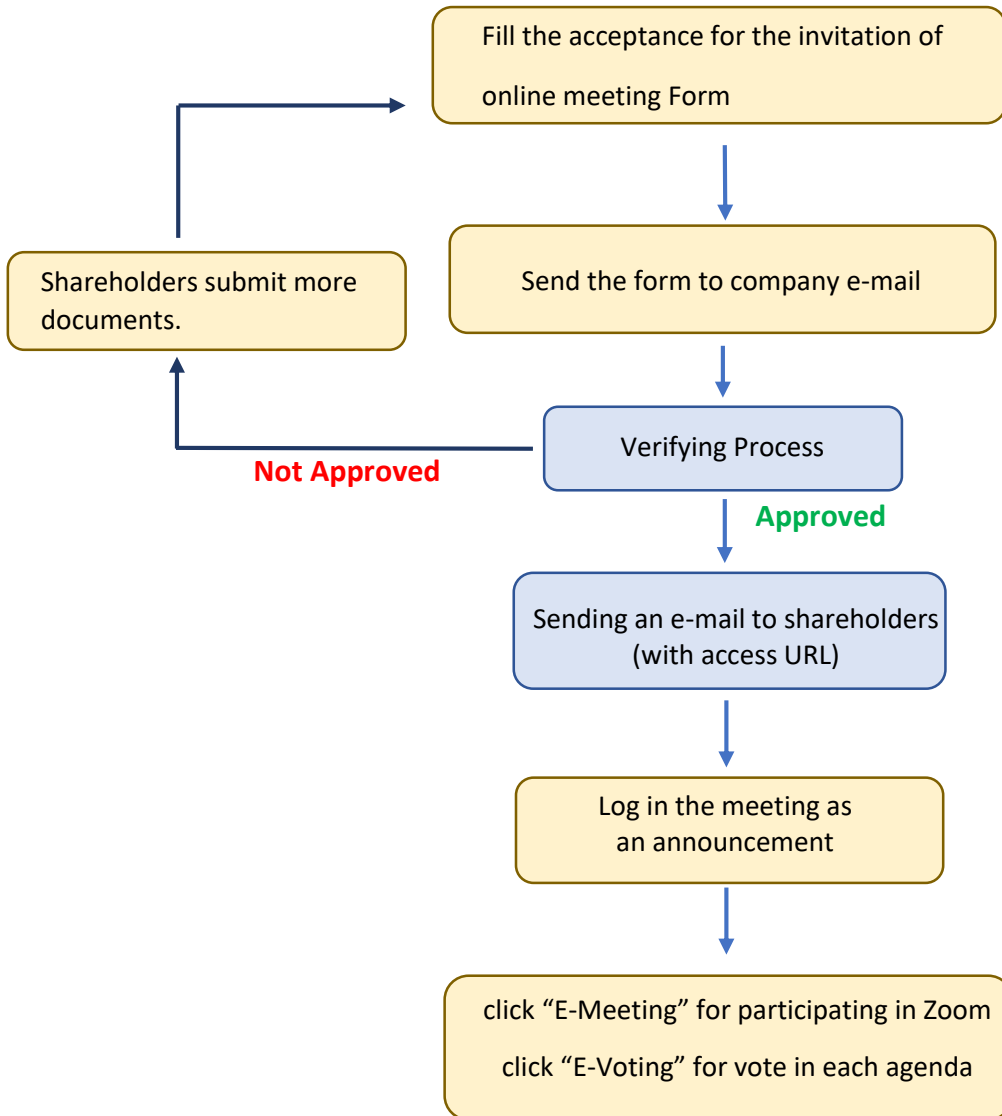 Fill the acceptance for the invitation of
online meeting Form
Send the form to company e-mail
Shareholders submit more
documents.
Verifying Process
Not Approved
Approved
Sending an e-mail to shareholders
(with access URL)
Log in the meeting as
an announcement
click “E-Meeting” for participating in Zoom
click “E-Voting” for vote in each agenda